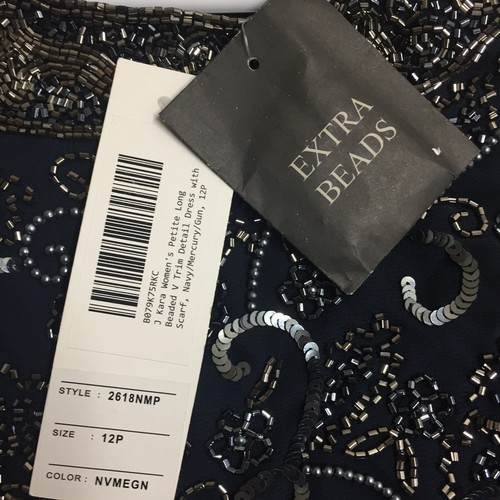 EXTRA
BEADS
B079K75RKC
J Kara Women's Petite Long
Beaded V Trim Detail Dress with
Scarf, Navy/Mercury/Gun, 12P
STYLE : 2618NMP
SIZE : 12P
COLOR : NVMEGN